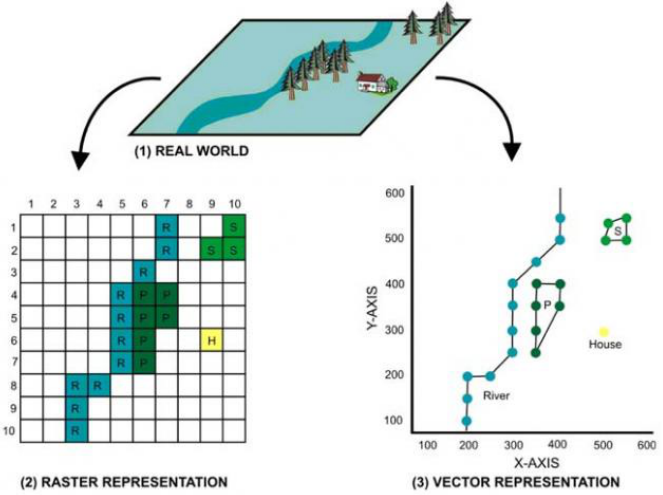 (1) REAL WORLD
1 2 3 4 5 6 7 8 9 10
1 R S
2 R S S
3 R
4 R P P
5 R P P
6 R P H
7 R P
8 R R
9 R
10 R
(2) RASTER REPRESENTATION
600
500
400
300
200
100
Y-AXIS
S
P
House
River
100 200 300 400 500 600
X-AXIS
(3) VECTOR REPRESENTATION